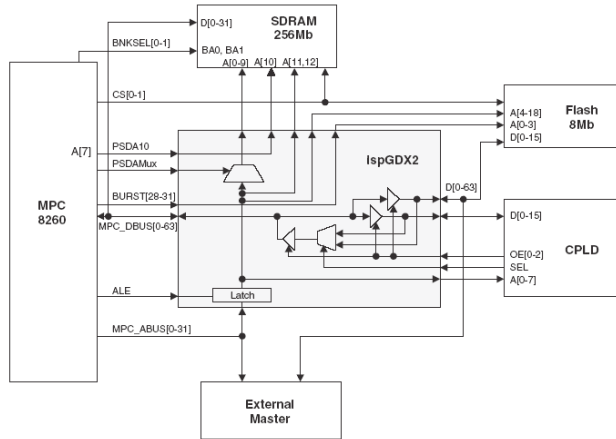 D[0-31]
SDRAM
256Mb
BNKSEL[0-1]
BA0, BA1
A[10]
A[11,12]
A[0-9]
CS[0-1]
Flash
8Mb
A[4-18]
A[0-3]
D[0-15]
A[7]
PSDA10
PSDAMux
ispGDX2
MPC
8260
BURST[28-31]
MPC_DBUS[0-63]
D[0-63]
D[0-15]
CPLD
OE[0-2]
SEL
A[0-7]
ALE
Latch
MPC_ABUS[0-31]
External
Master